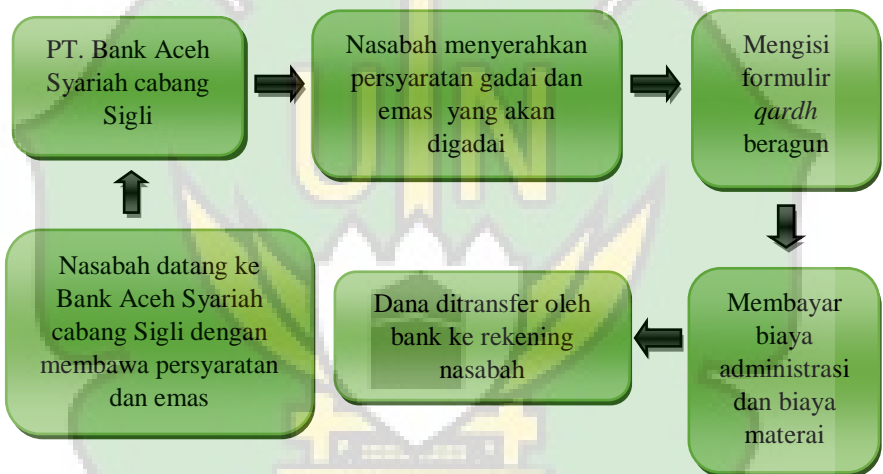 PT. Bank Aceh
Syariah cabang
Sigli
Nasabah menyerahkan
persyaratan gadai dan
emas yang akan
digadai
Mengisi
formulir
qardh
beragun
Nasabah datang ke
Bank Aceh Syariah
cabang Sigli dengan
membawa persyaratan
dan emas
Dana ditransfer oleh
bank ke rekening
nasabah
Membayar
biaya
administrasi
dan biaya
materai
UIN